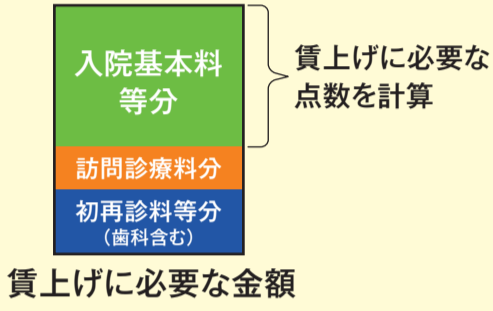 入院基本料
等分
賃上げに必要な
点数を計算
訪問診療料分
初再診料等分
（歯科含む）
賃上げに必要な金額